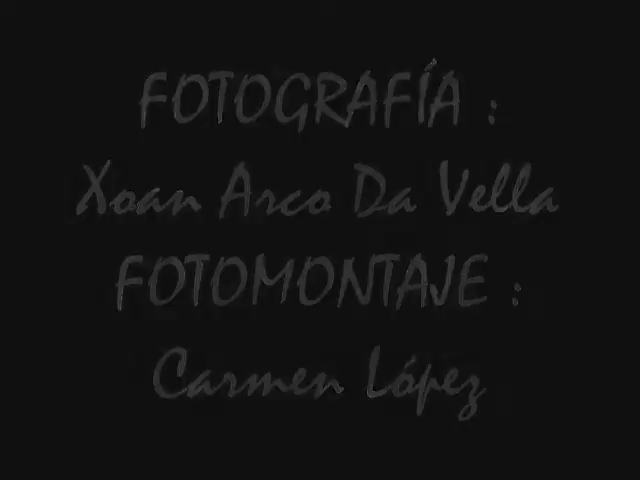 FOTOGRAFÍA :
Xoan Arco Da Vella
FOTOMONTAJE :
Carmen López